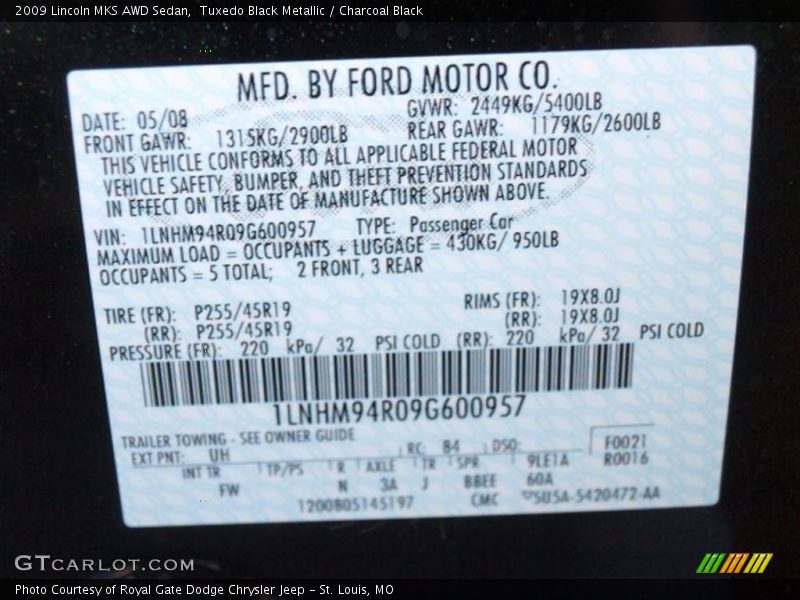 2009 Lincoln MKS AWD Sedan,  Tuxedo Black Metallic / Charcoal Black
MFD. BY FORD MOTOR CO.
DATE: 05/08 GVWR: 2449KG/5400LB
FRONT GAWR: 1315KG/2900LB REAR GAWR: 1179KG/2600LB
THIS VEHICLE CONFORMS TO ALL APPLICABLE FEDERAL MOTOR
VEHICLE SAFETY, BUMPER, AND THEFT PREVENTION STANDARDS
IN EFFECT ON THE DATE OF MANUFACTURE SHOWN ABOVE.
VIN: 1LNHM94R09G600957 TYPE: Passenger Car
MAXIMUM LOAD = OCCUPANTS + LUGGAGE = 430KG/ 950LB
OCCUPANTS = 5 TOTAL; 2 FRONT, 3 REAR
TIRE (FR): P255/45R19 RIMS (FR): 19X8.0J
(RR): P255/45R19 (RR): 19X8.0J
PRESSURE (FR): 220 kPa/ 32 PSI COLD (RR): 220 kPa/ 32 PSI COLD
1LNHM94R09G600957
TRAILER TOWING - SEE OWNER GUIDE
EXT PNT: UH RC: 84 DSO: F0021
INT TR TP/PS R AXLE TR SPR 9LE1A R0016
FW N 3A J BBEE 60A
1200805145197 CMC 5U5A-5420472-AA
GTCARLOT.COM
Photo Courtesy of Royal Gate Dodge Chrysler Jeep - St. Louis, MO